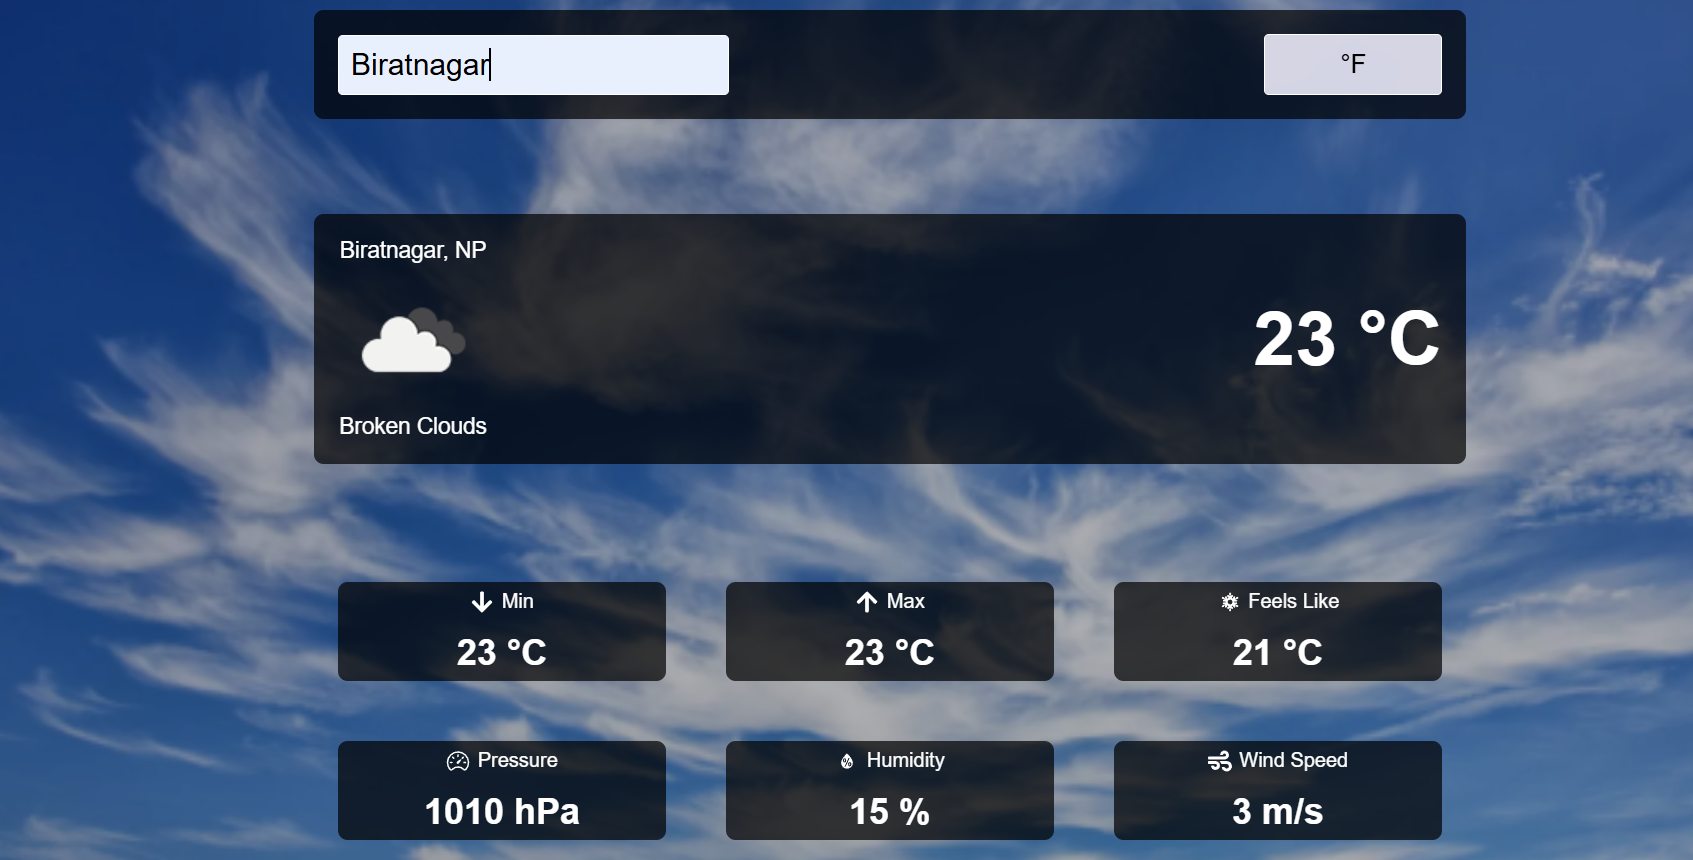 Biratnagar
°F
Biratnagar, NP
23 °C
Broken Clouds
Min
23 °C
Max
23 °C
Feels Like
21 °C
Pressure
1010 hPa
Humidity
15 %
Wind Speed
3 m/s